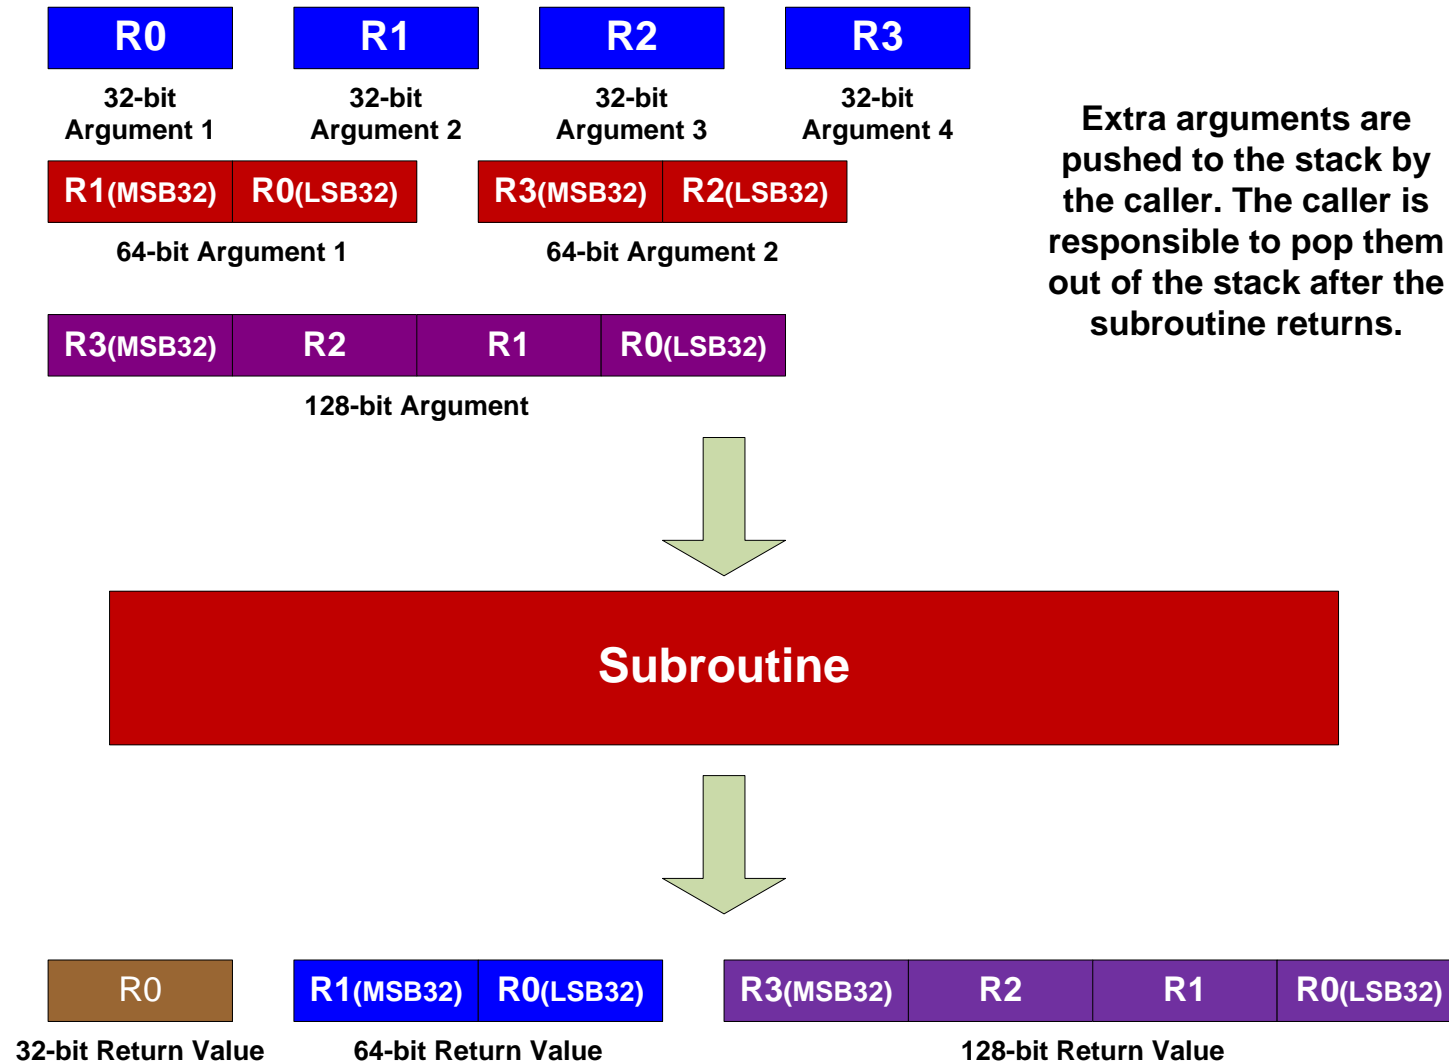 R0 R1 R2 R3
32-bit Argument 1
32-bit Argument 2
32-bit Argument 3
32-bit Argument 4
R1(MSB32) R0(LSB32) R3(MSB32) R2(LSB32)
64-bit Argument 1 64-bit Argument 2
R3(MSB32) R2 R1 R0(LSB32)
128-bit Argument
Extra arguments are
pushed to the stack by
the caller. The caller is
responsible to pop them
out of the stack after the
subroutine returns.
Subroutine
R0 R1(MSB32) R0(LSB32) R3(MSB32) R2 R1 R0(LSB32)
32-bit Return Value 64-bit Return Value 128-bit Return Value